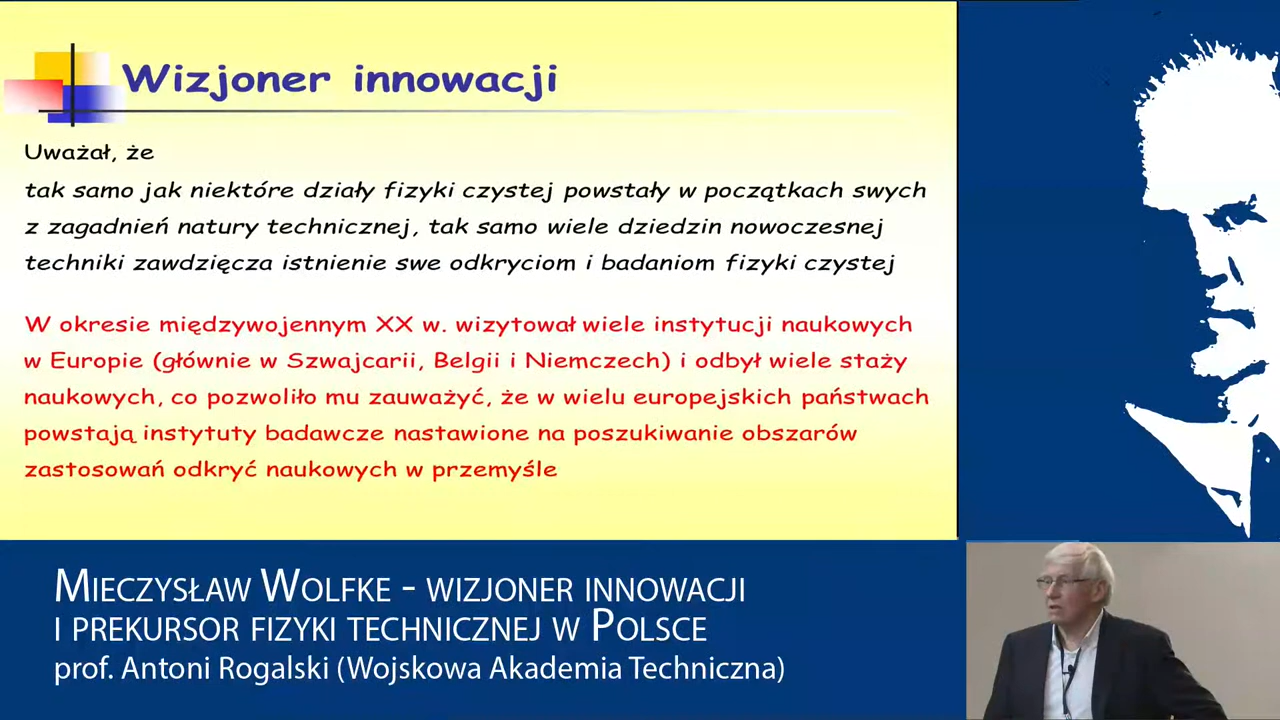 Wizjoner innowacji
Uważał, że
tak samo jak niektóre działy fizyki czystej powstały w początkach swych
z zagadnień natury technicznej, tak samo wiele dziedzin nowoczesnej
techniki zawdzięcza istnienie swe odkryciom i badaniom fizyki czystej
W okresie międzywojennym XX w. wizytował wiele instytucji naukowych
w Europie (głównie w Szwajcarii, Belgii i Niemczech) i odbył wiele staży
naukowych, co pozwoliło mu zauważyć, że w wielu europejskich państwach
powstają instytuty badawcze nastawione na poszukiwanie obszarów
zastosowań odkryć naukowych w przemyśle
Mieczysław Wolfke - wizjoner innowacji
i prekursor fizyki technicznej w Polsce
prof. Antoni Rogalski (Wojskowa Akademia Techniczna)